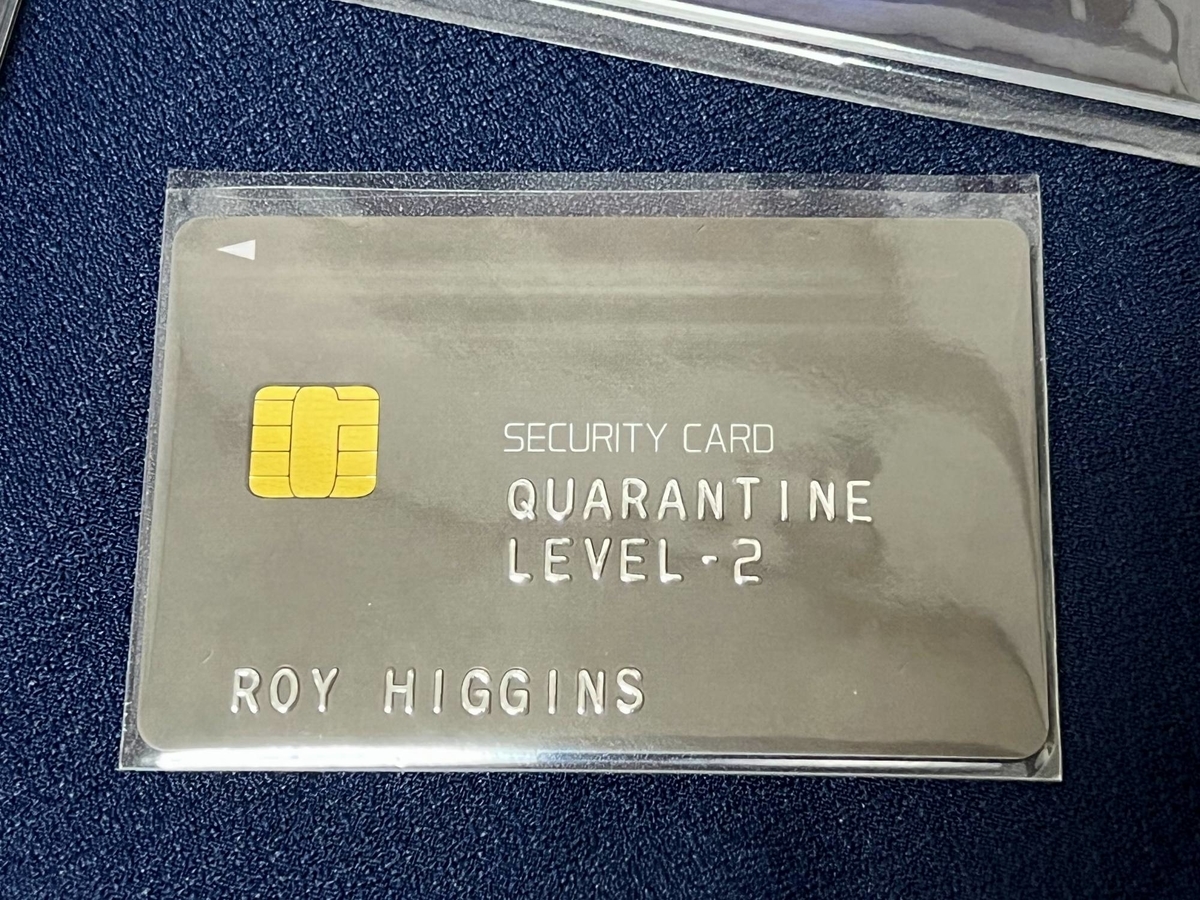 SECURITY CARD
QUARANTINE
LEVEL-2
ROY HIGGINS